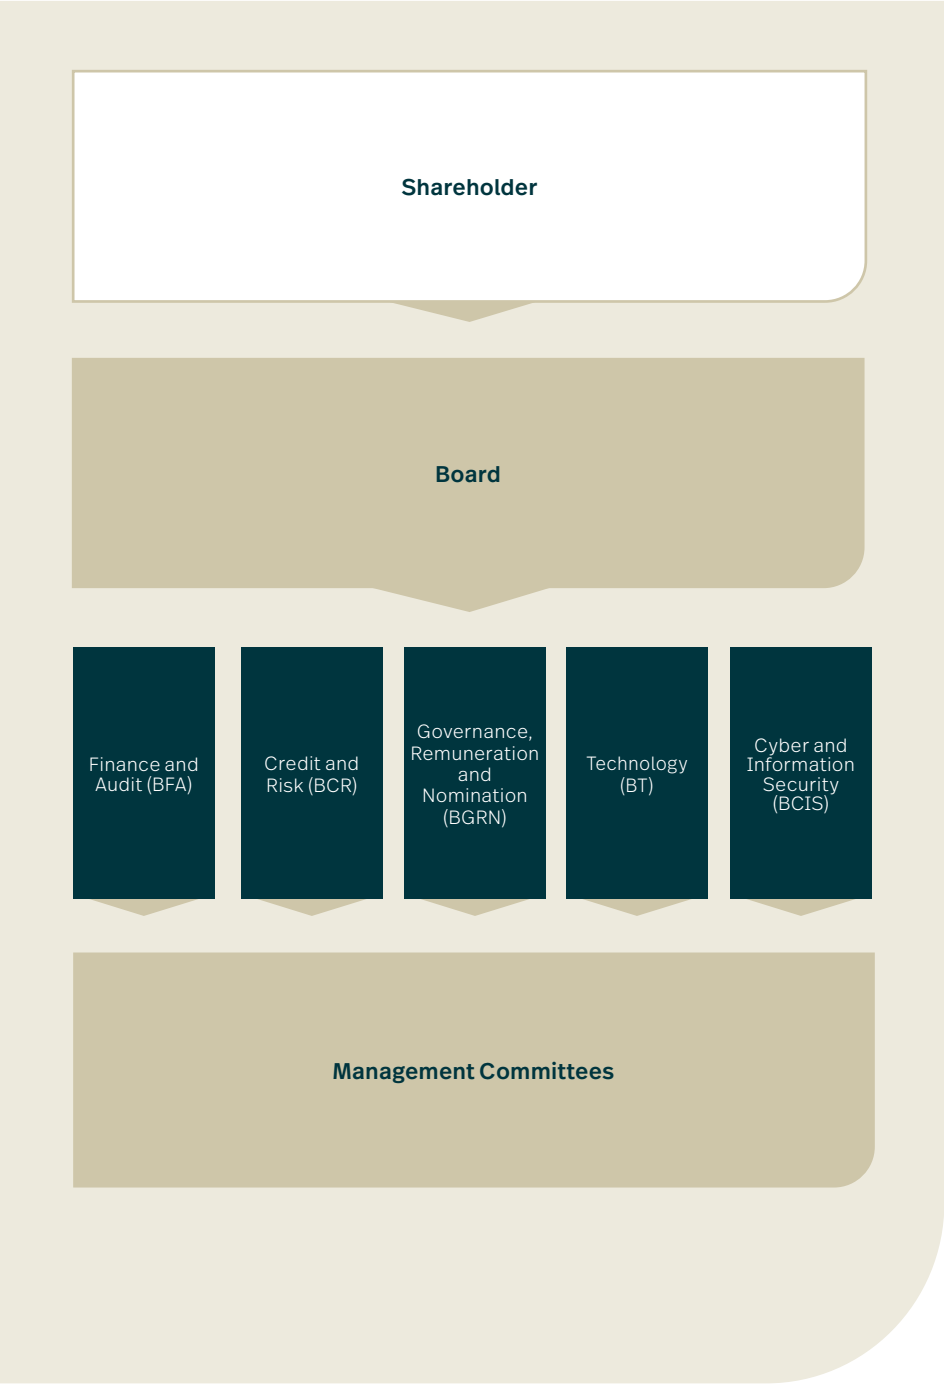 Shareholder
Board
Finance and
Audit (BFA)
Credit and
Risk (BCR)
Governance,
Remuneration
and
Nomination
(BGRN)
Technology
(BT)
Cyber and
Information
Security
(BCIS)
Management Committees